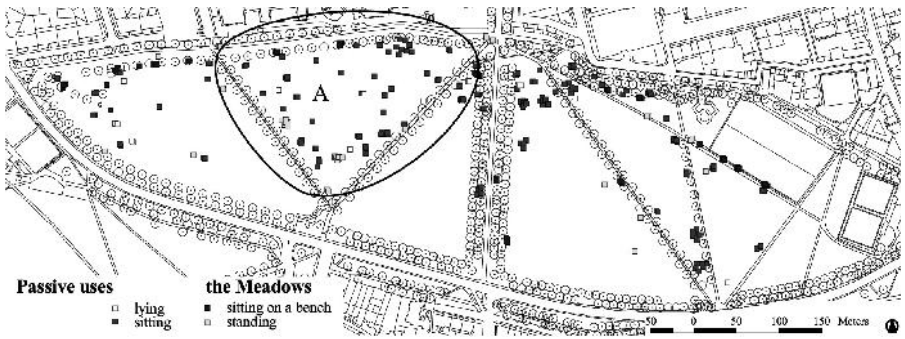 A
Passive uses the Meadows
lying sitting on a bench
sitting standing
50 0 50 100 150 Meters